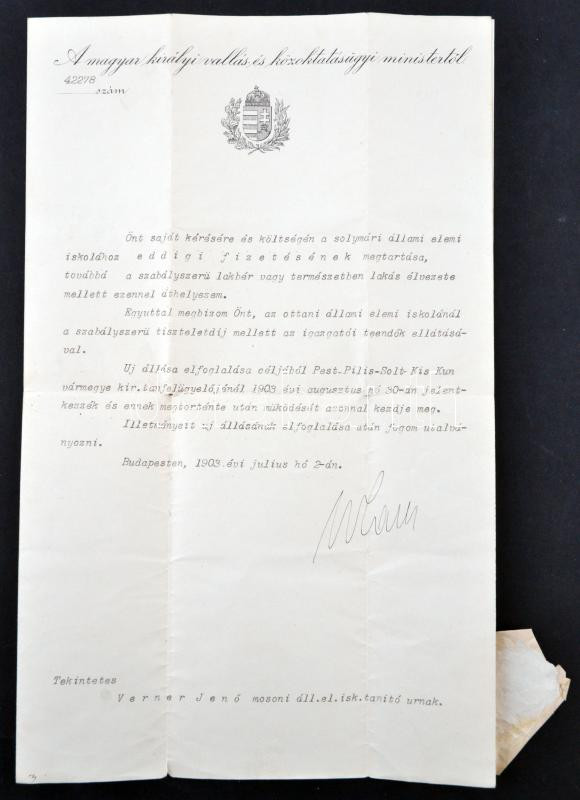 A magyar királyi vallás és közoktatásügyi ministertől.
42278
szám
Önt saját kérésére és költségén a solymári állami elemi
iskolához eddigi fizetésének megtartása,
továbbá a szabályszerü lakbér vagy természetben lakás élvezete
mellett ezennel áthelyezem.
Egyuttal megbizom Önt, az ottani állami elemi iskolánál
a szabályszerü tiszteletdij mellett az igazgatói teendők ellátásá-
val.
Uj állása elfoglalása céljából Pest-Pilis-Solt-Kis Kun
vármegye kir.tanfelügyelőjénél 1903 évi augusztus hó 30-án jelent-
kezzék és ennek megtörténte után müködését azonnal kezdje meg.
Illetményeit uj állásának elfoglalása után fogom utalvá-
nyozni.
Budapesten, 1903.évi julius hó 2-án.
Tekintetes
Verner Jenő mosoni áll.el.isk.tanitó urnak.